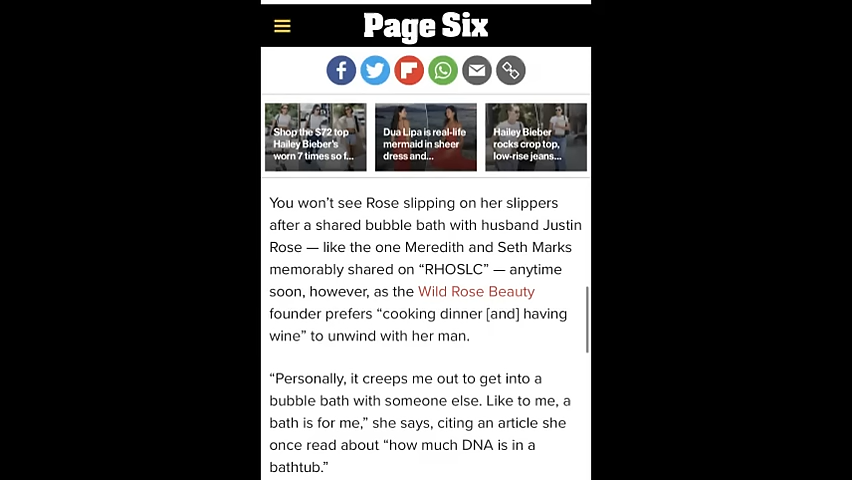 Page Six
Shop the $72 top
Hailey Bieber's
worn 7 times so f...
Dua Lipa is real-life
mermaid in sheer
dress and...
Hailey Bieber
rocks crop top,
low-rise jeans...
You won’t see Rose slipping on her slippers
after a shared bubble bath with husband Justin
Rose — like the one Meredith and Seth Marks
memorably shared on “RHOSLC” — anytime
soon, however, as the Wild Rose Beauty
founder prefers “cooking dinner [and] having
wine” to unwind with her man.
“Personally, it creeps me out to get into a
bubble bath with someone else. Like to me, a
bath is for me,” she says, citing an article she
once read about “how much DNA is in a
bathtub.”